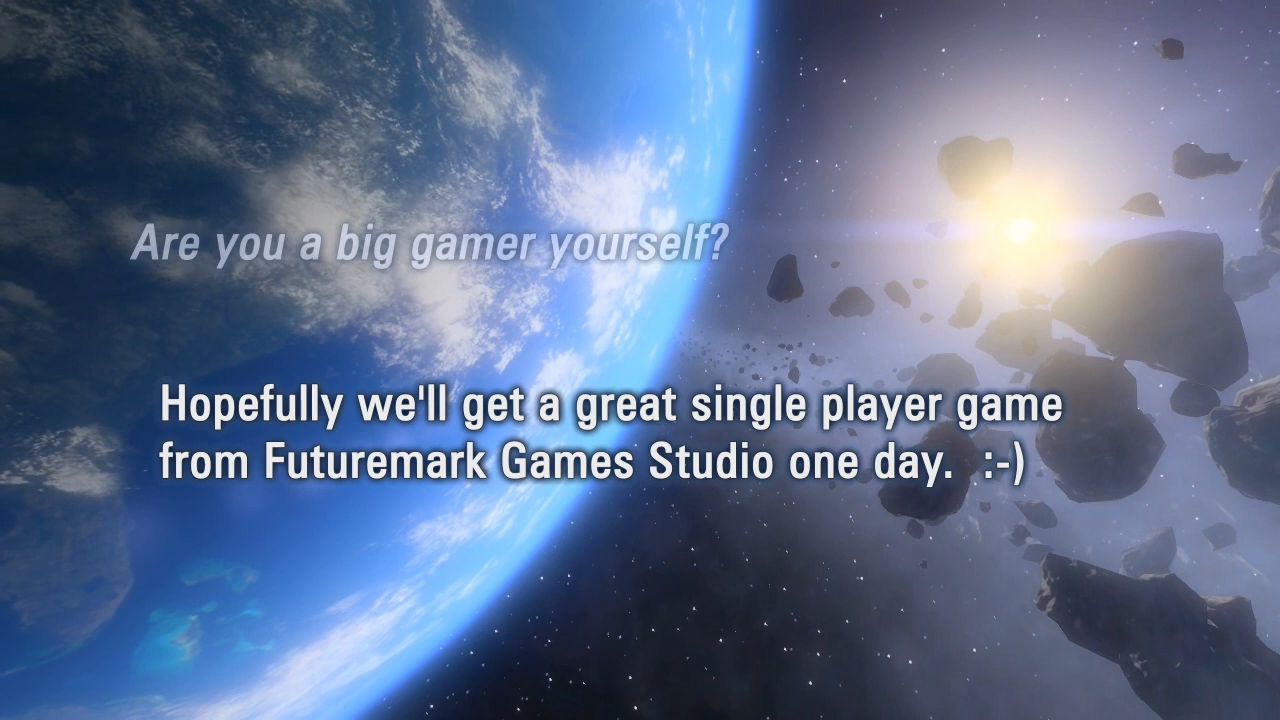 Are you a big gamer yourself?
Hopefully we'll get a great single player game
from Futuremark Games Studio one day.  :-)